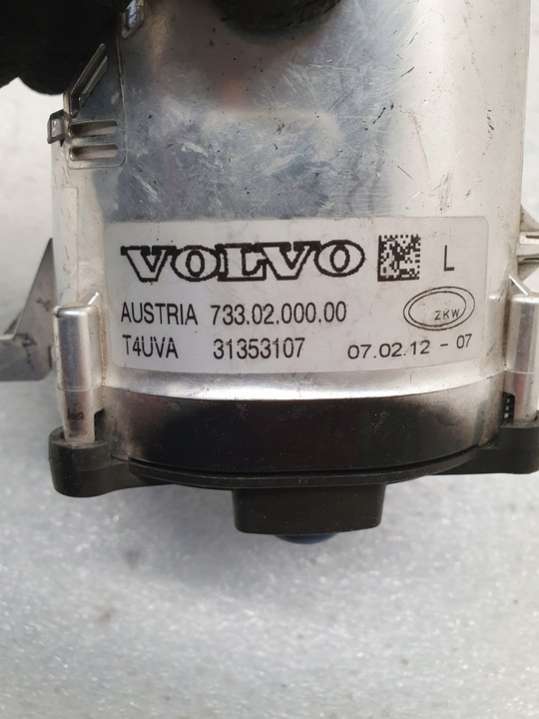 VOLVO L
AUSTRIA 733.02.000.00 ZKW
T4UVA 31353107 07.02.12 - 07